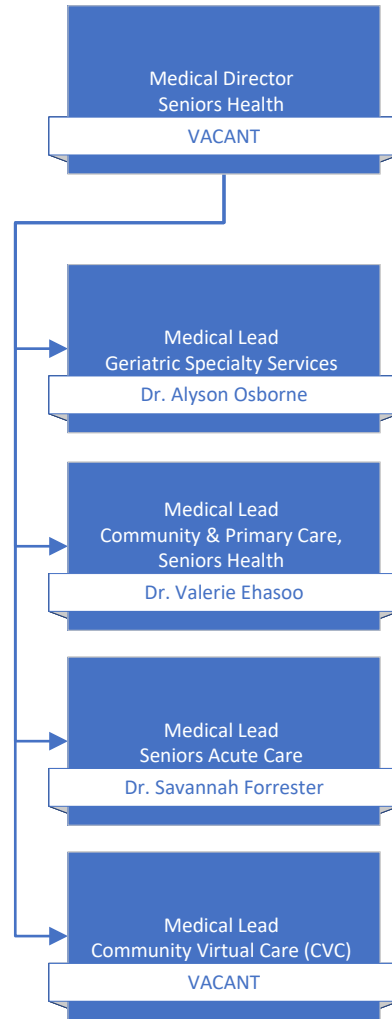 Medical Director
Seniors Health
VACANT
Medical Lead
Geriatric Specialty Services
Dr. Alyson Osborne
Medical Lead
Community & Primary Care,
Seniors Health
Dr. Valerie Ehasoo
Medical Lead
Seniors Acute Care
Dr. Savannah Forrester
Medical Lead
Community Virtual Care (CVC)
VACANT